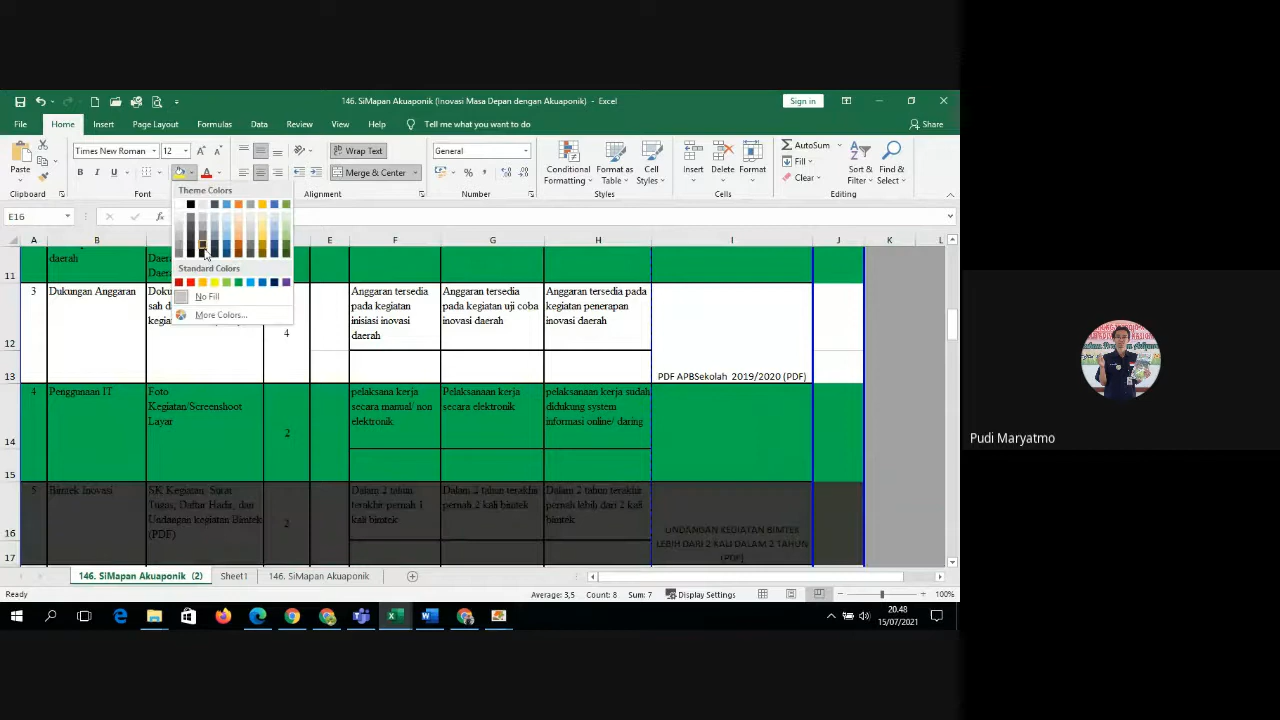 146. SiMapan Akuaponik (Inovasi Masa Depan dengan Akuaponik) - Excel
Sign in
File Home Insert Page Layout Formulas Data Review View Help Tell me what you want to do Share
Times New Roman 12
Wrap Text
General
AutoSum
Paste
Merge & Center
Conditional Formatting
Format as Table
Cell Styles
Insert Delete Format
Fill
Clear
Sort & Filter
Find & Select
Clipboard Font Alignment Number Styles Cells Editing
Theme Colors
Standard Colors
No Fill
More Colors...
E16
A B E F G H I J K L
11
daerah
3 Dukungan Anggaran
4
Anggaran tersedia pada kegiatan inisiasi inovasi daerah
Anggaran tersedia pada kegiatan uji coba inovasi daerah
Anggaran tersedia pada kegiatan penerapan inovasi daerah
12
13
PDF APBSekolah 2019/2020 (PDF)
4 Penggunaan IT
Foto Kegiatan/Screenshoot Layar
2
pelaksana kerja secara manual/ non elektronik
Pelaksanaan kerja secara elektronik
pelaksanaan kerja sudah didukung system informasi online/ daring
14
15
5 Bimtek Inovasi
SK Kegiatan, Surat Tugas, Daftar Hadir, dan Undangan kegiatan Bimtek (PDF)
2
Dalam 2 tahun terakhir pernah 1 kali bimtek
Dalam 2 tahun terakhir pernah 2 kali bimtek
Dalam 2 tahun terakhir pernah lebih dari 2 kali bimtek
UNDANGAN KEGIATAN BIMTEK LEBIH DARI 2 KALI DALAM 2 TAHUN (PDF)
16
17
146. SiMapan Akuaponik (2)
Sheet1
146. SiMapan Akuaponik
Ready
Average: 3,5 Count: 8 Sum: 7
Display Settings
100%
20.48
15/07/2021
Pudi Maryatmo